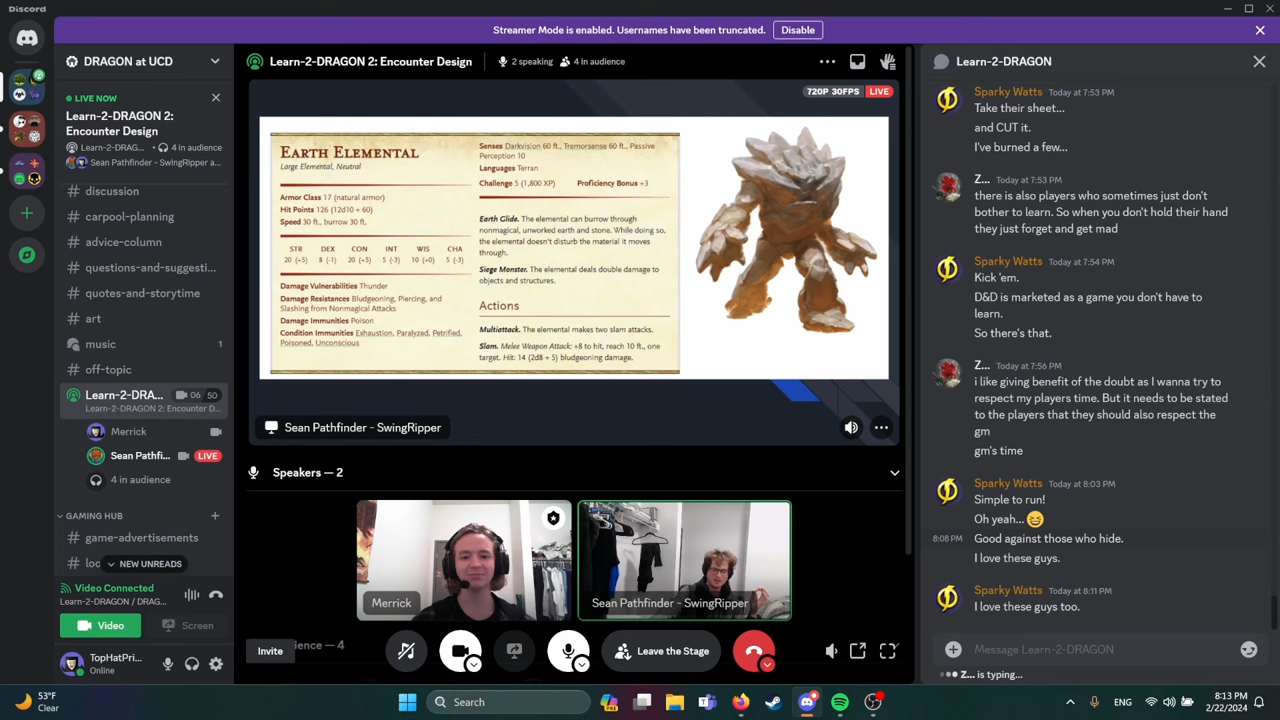 Discord
Streamer Mode is enabled. Usernames have been truncated.
Disable
DRAGON at UCD
LIVE NOW
Learn-2-DRAGON 2:
Encounter Design
Learn-2-DRAG... • 4 in audience
Sean Pathfinder - SwingRipper a...
# discussion
# carpool-planning
# advice-column
# questions-and-suggesti...
# quotes-and-storytime
# art
music 1
# off-topic
Learn-2-DRA... 06 50
Learn-2-DRAGON 2: Encounter D...
Merrick
Sean Pathfi... LIVE
4 in audience
GAMING HUB
# game-advertisements
# loo
NEW UNREADS
Video Connected
Learn-2-DRAGON / DRAG...
Video
Screen
TopHatPri...
Online
Learn-2-DRAGON 2: Encounter Design
2 speaking
4 in audience
720P 30FPS LIVE
EARTH ELEMENTAL
Large Elemental, Neutral
Armor Class 17 (natural armor)
Hit Points 126 (12d10 + 60)
Speed 30 ft., burrow 30 ft.
STR DEX CON INT WIS CHA
20 (+5) 8 (-1) 20 (+5) 5 (-3) 10 (+0) 5 (-3)
Damage Vulnerabilities Thunder
Damage Resistances Bludgeoning, Piercing, and
Slashing from Nonmagical Attacks
Damage Immunities Poison
Condition Immunities Exhaustion, Paralyzed, Petrified,
Poisoned, Unconscious
Senses Darkvision 60 ft., Tremorsense 60 ft., Passive
Perception 10
Languages Terran
Challenge 5 (1,800 XP) Proficiency Bonus +3
Earth Glide. The elemental can burrow through
nonmagical, unworked earth and stone. While doing so,
the elemental doesn't disturb the material it moves
through.
Siege Monster. The elemental deals double damage to
objects and structures.
Actions
Multiattack. The elemental makes two slam attacks.
Slam. Melee Weapon Attack: +8 to hit, reach 10 ft., one
target. Hit: 14 (2d8 + 5) bludgeoning damage.
Sean Pathfinder - SwingRipper
Speakers — 2
Merrick
Sean Pathfinder - SwingRipper
Invite
ience — 4
Leave the Stage
Learn-2-DRAGON
Sparky Watts Today at 7:53 PM
Take their sheet...
and CUT it.
I've burned a few...
Z... Today at 7:53 PM
there is also players who sometimes just don't
bother to learn. So when you don't hold their hand
they just forget and get mad
Sparky Watts Today at 7:54 PM
Kick 'em.
D&D is marketed as a game you don't have to
learn.
So there's that.
Z... Today at 7:56 PM
i like giving benefit of the doubt as I wanna try to
respect my players time. But it needs to be stated
to the players that they should also respect the
gm
gm's time
Sparky Watts Today at 8:03 PM
Simple to run!
Oh yeah... 😆
8:08 PM Good against those who hide.
I love these guys.
Sparky Watts Today at 8:11 PM
I love these guys too.
Message Learn-2-DRAGON
Z... is typing...
53°F
Clear
Search
PRE
ENG
8:13 PM
2/22/2024